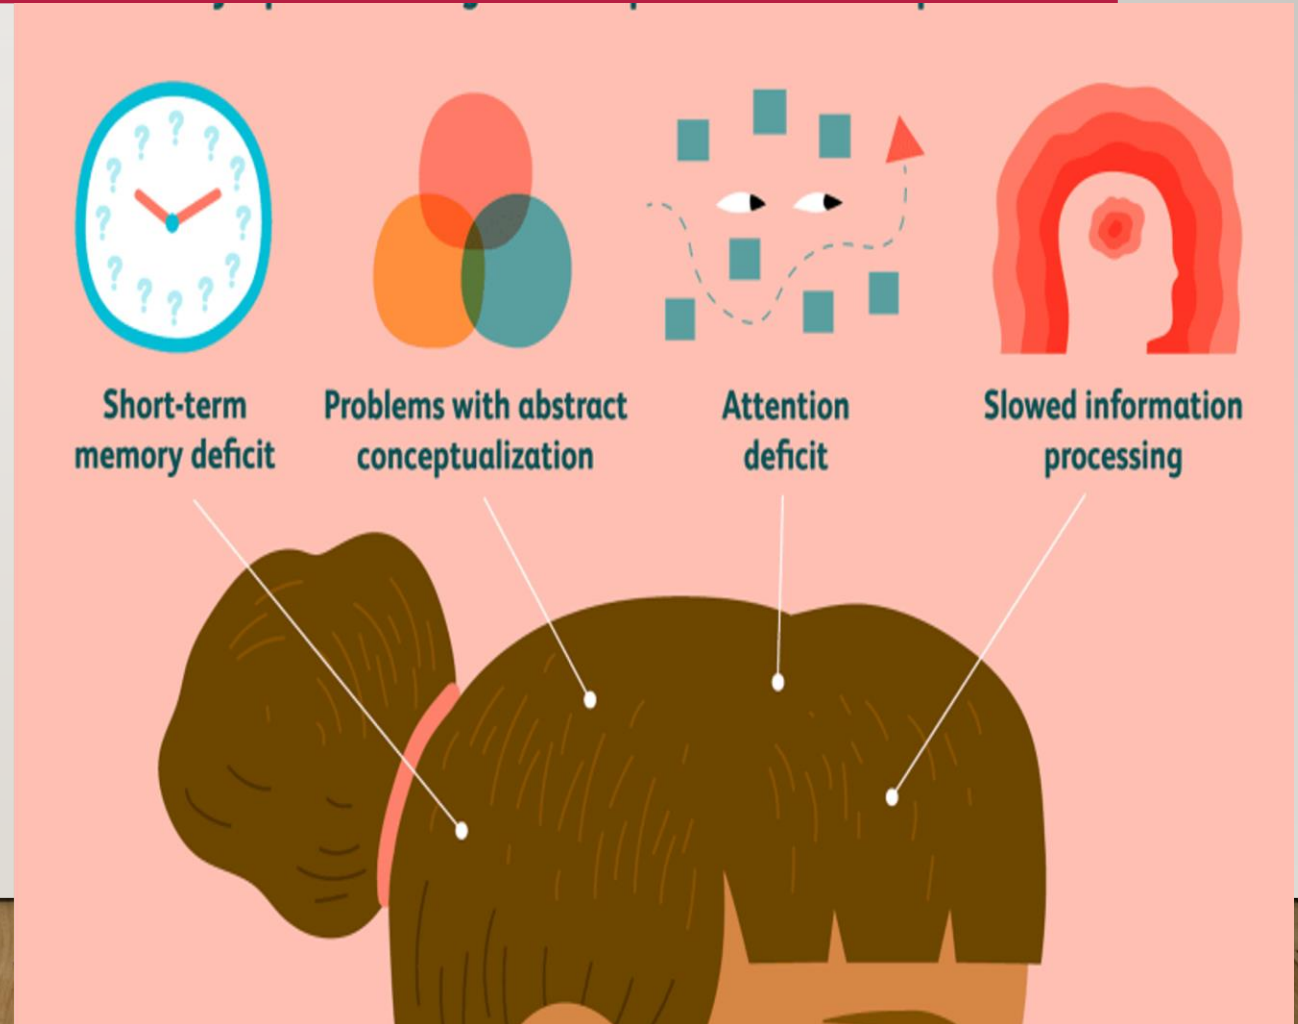 Short-term
memory deficit
Problems with abstract
conceptualization
Attention
deficit
Slowed information
processing